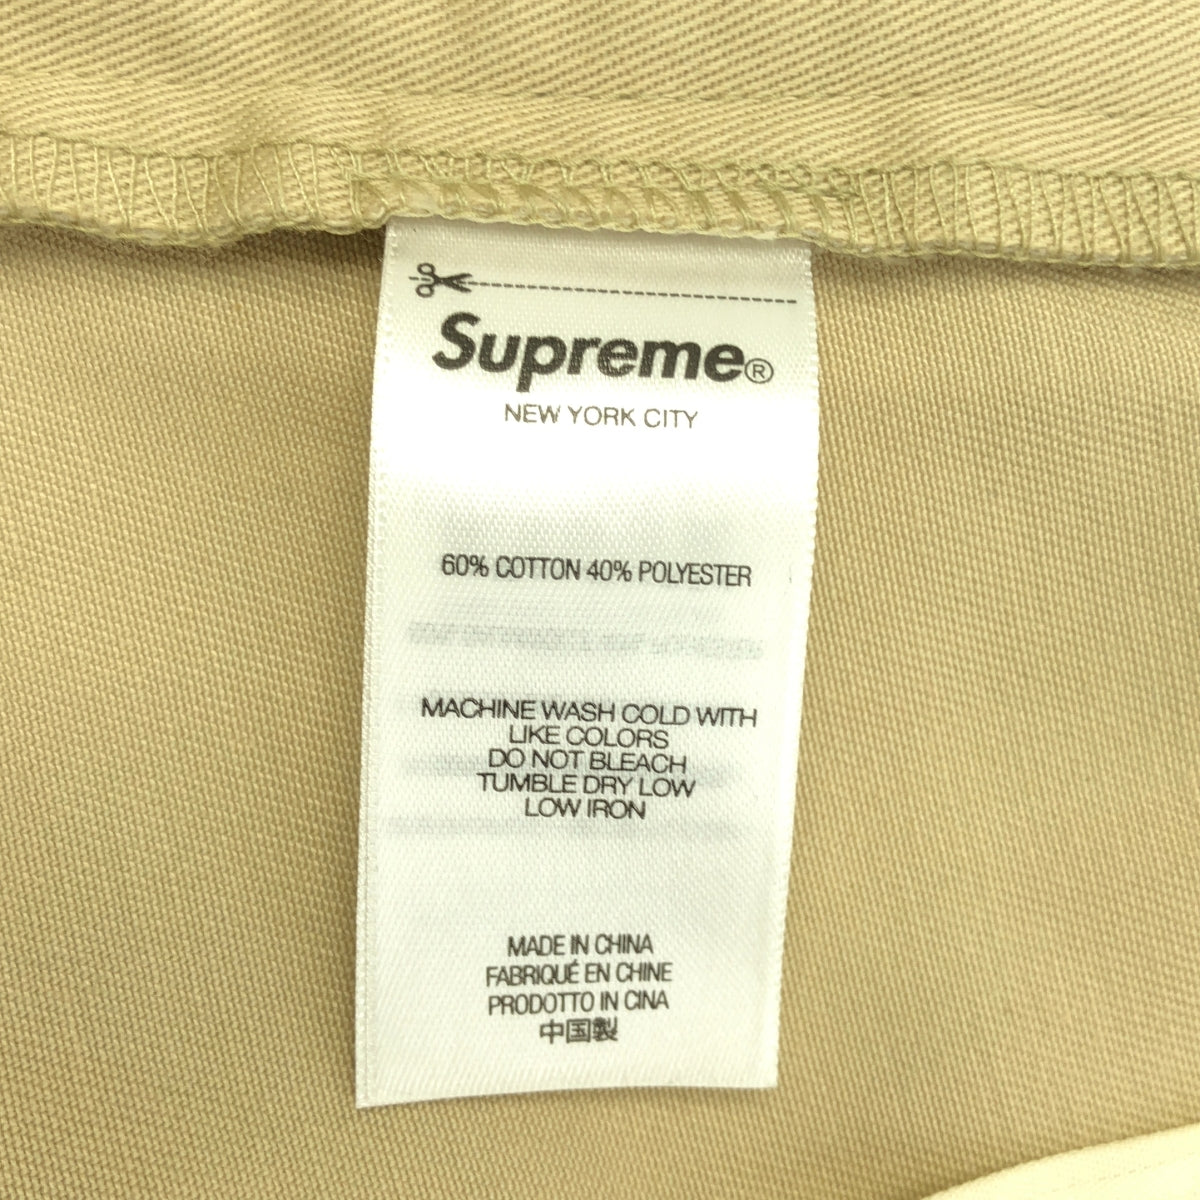 Supreme®
NEW YORK CITY
60% COTTON 40% POLYESTER
MACHINE WASH COLD WITH
LIKE COLORS
DO NOT BLEACH
TUMBLE DRY LOW
LOW IRON
MADE IN CHINA
FABRIQUÉ EN CHINE
PRODOTTO IN CINA
中国製